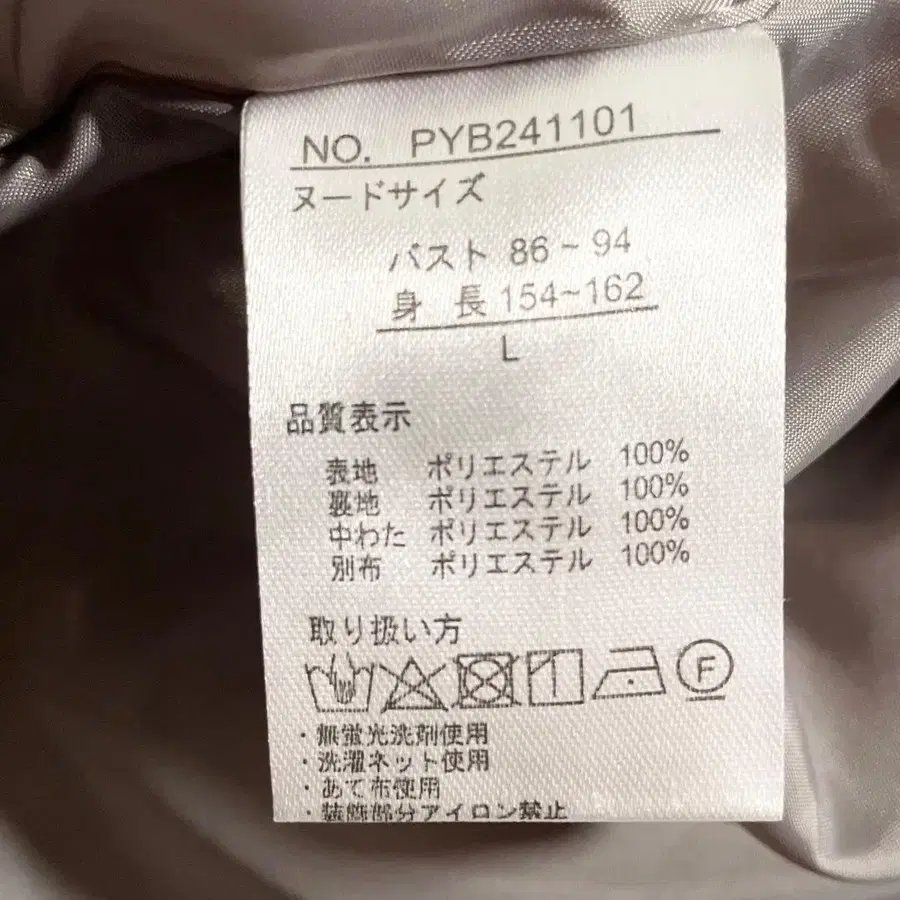 NO. PYB241101
ヌードサイズ
バスト 86~94
身 長 154~162
L
品質表示
表地 ポリエステル 100%
裏地 ポリエステル 100%
中わた ポリエステル 100%
別布 ポリエステル 100%
取り扱い方
F
・無蛍光洗剤使用
・洗濯ネット使用
・あて布使用
・装飾部分アイロン禁止